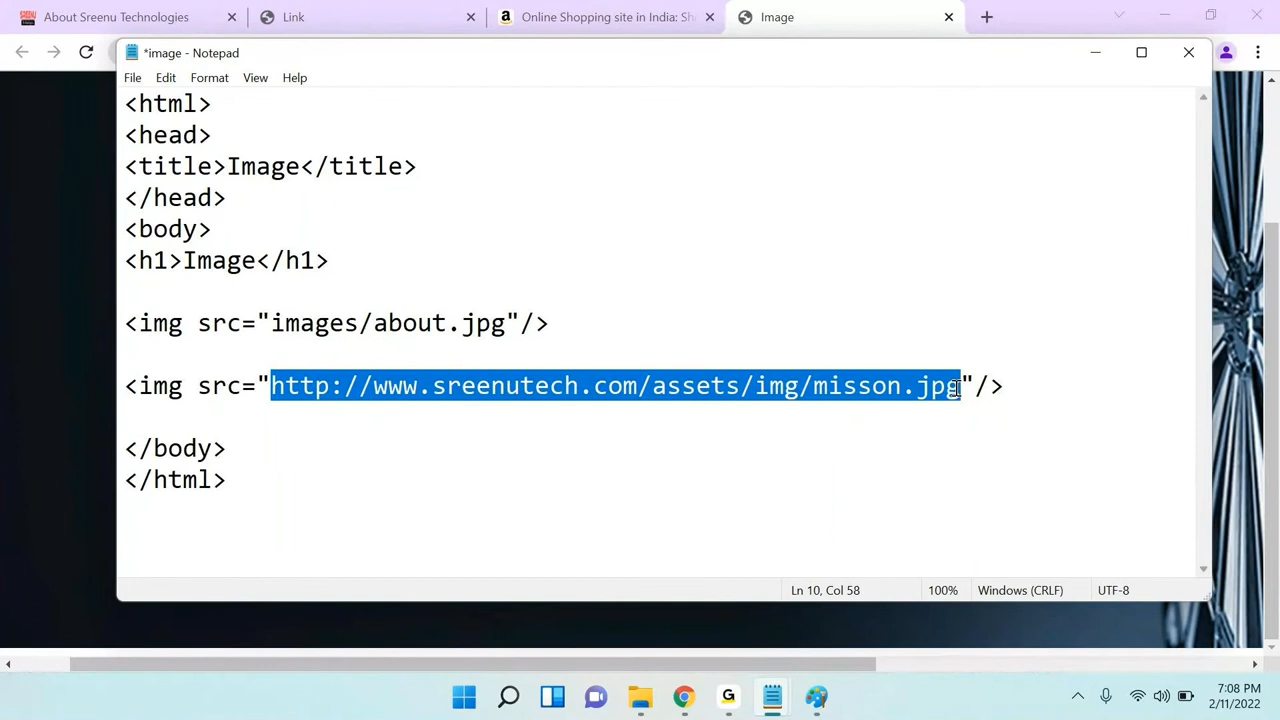 About Sreenu Technologies
Link
Online Shopping site in India: Sh
Image
*image - Notepad
File Edit Format View Help
<html>
<head>
<title>Image</title>
</head>
<body>
<h1>Image</h1>
<img src="images/about.jpg"/>
<img src="http://www.sreenutech.com/assets/img/misson.jpg"/>
</body>
</html>
Ln 10, Col 58 100% Windows (CRLF) UTF-8
7:08 PM
2/11/2022